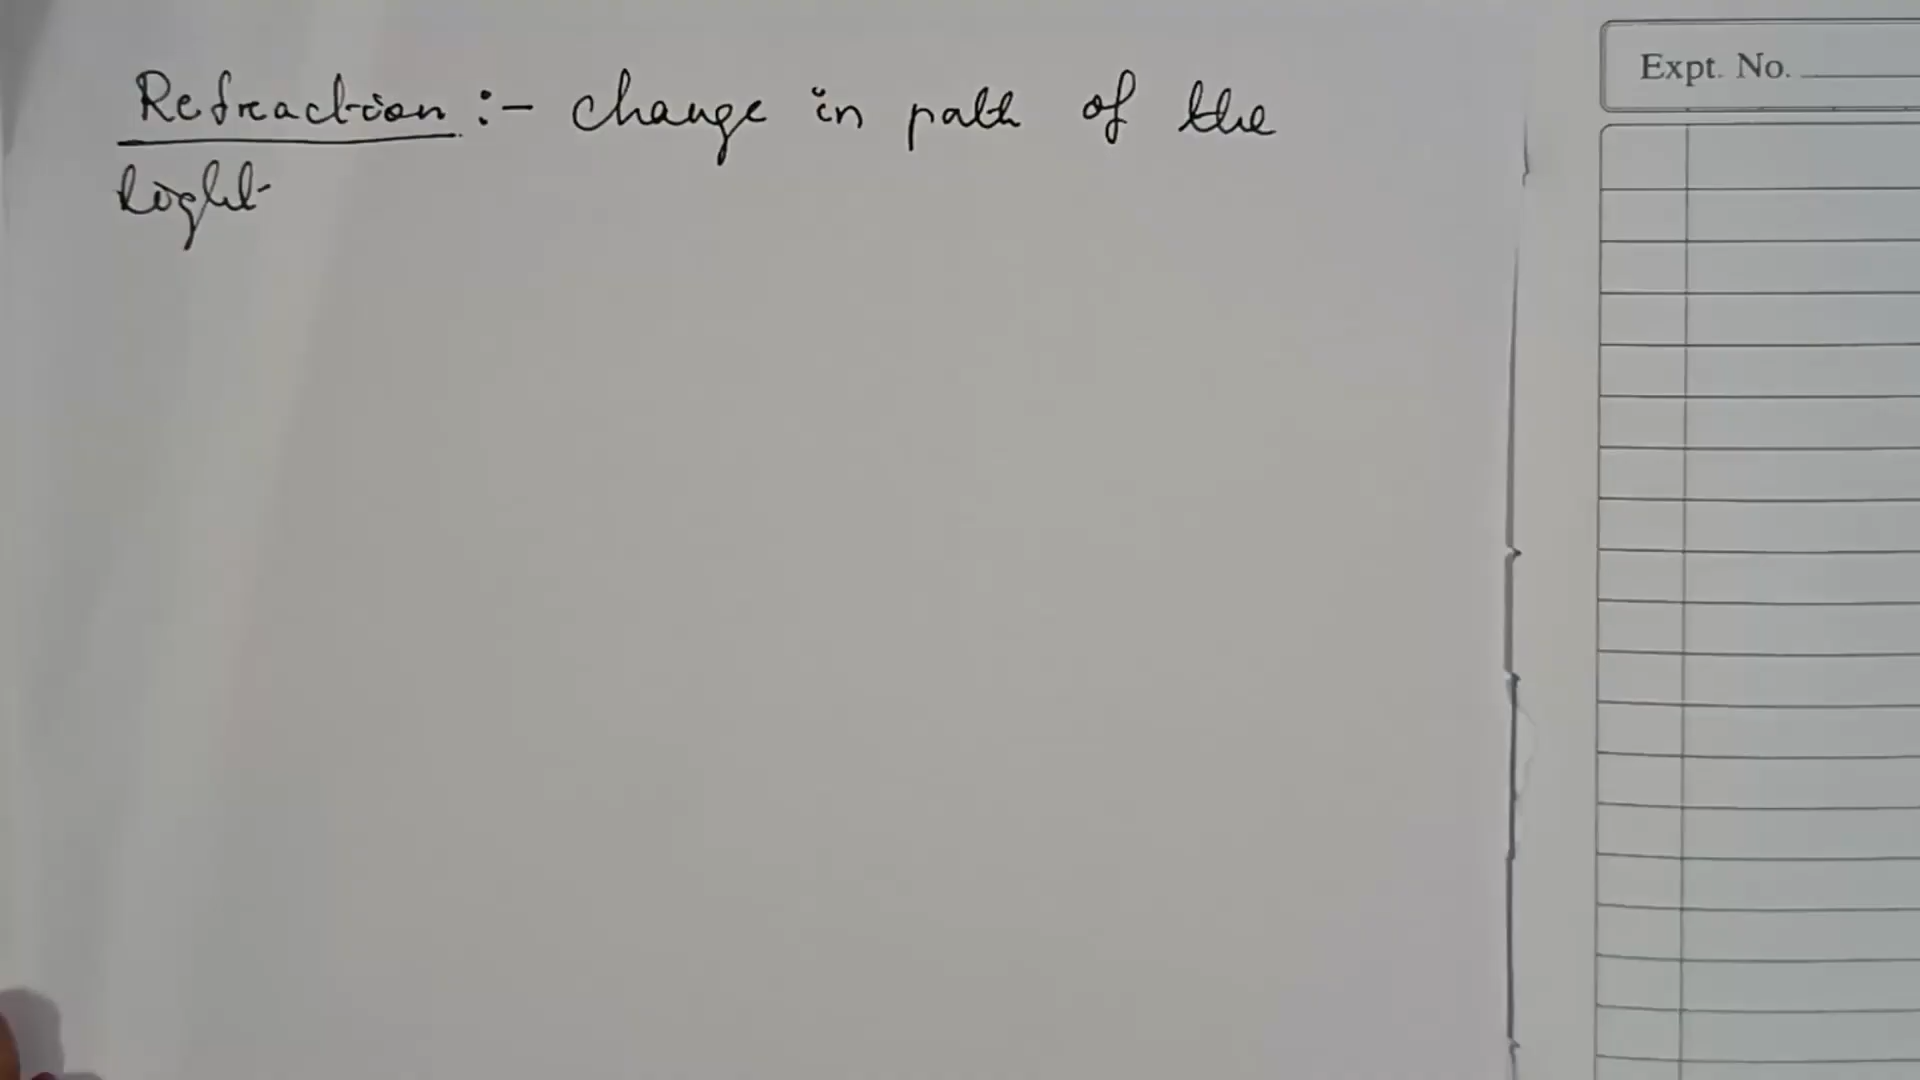 Refraction :- change in path of the
light
Expt. No.